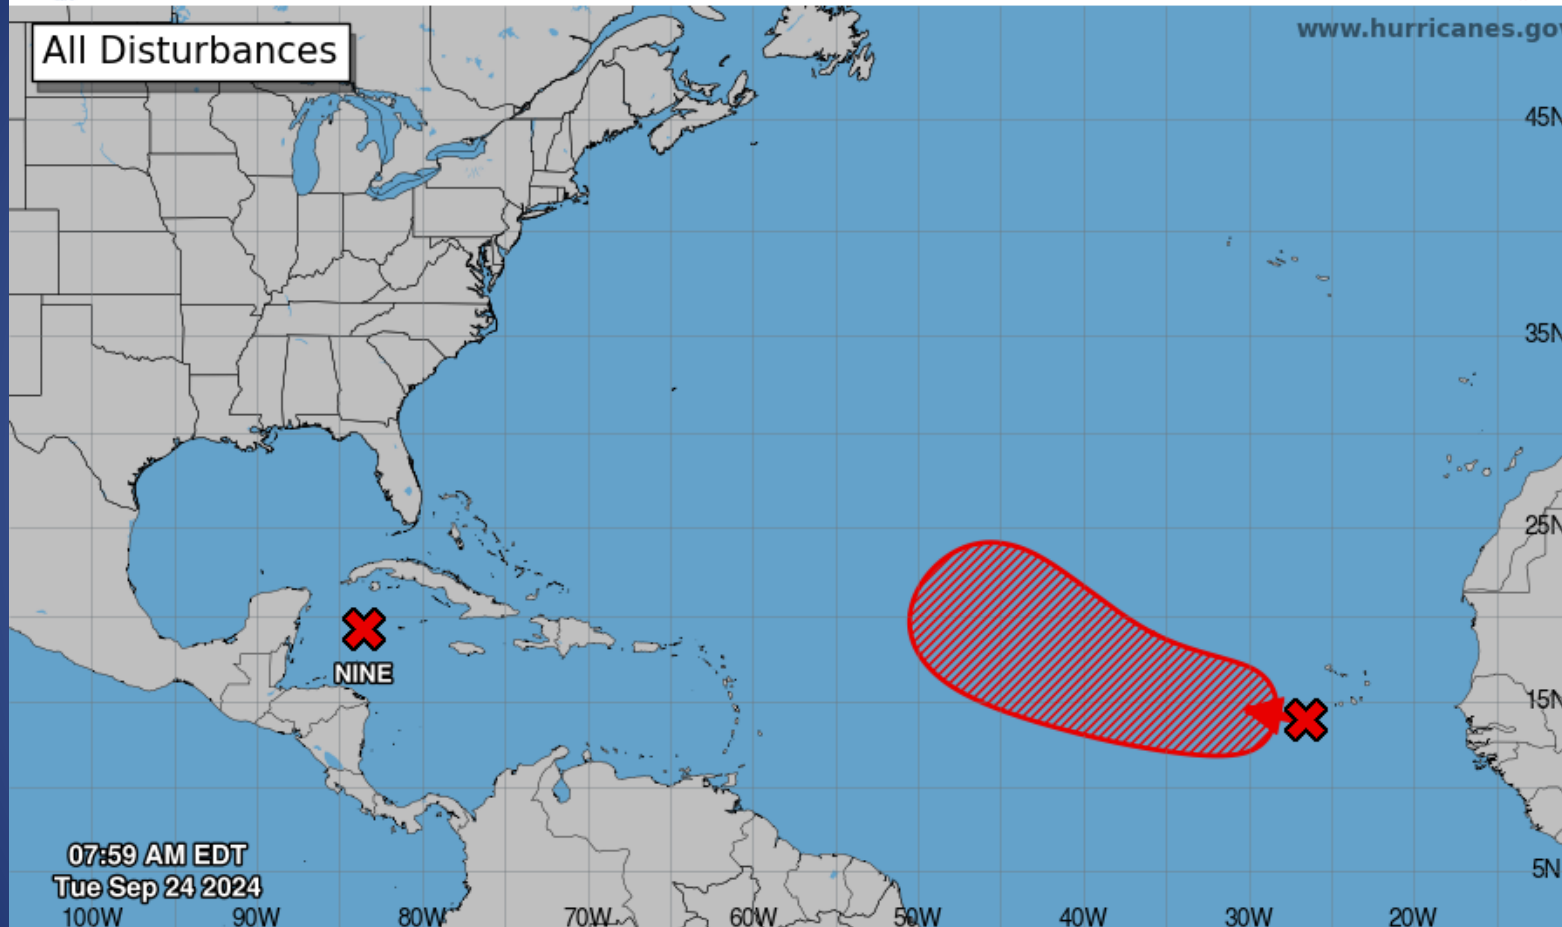 All Disturbances
www.hurricanes.gov
45N
35N
25N
NINE
15N
07:59 AM EDT
5N
Tue Sep 24 2024
100W 90W 80W 70W 60W 50W 40W 30W 20W